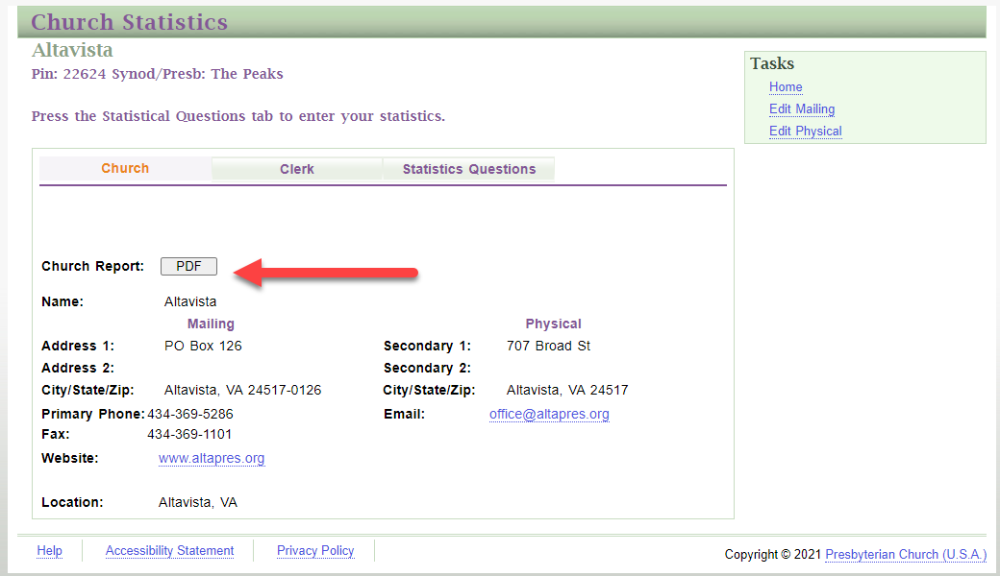 Church Statistics
Altavista
Pin: 22624 Synod/Presb: The Peaks
Press the Statistical Questions tab to enter your statistics.
Tasks
Home
Edit Mailing
Edit Physical
Church Clerk Statistics Questions
Church Report: PDF
Name: Altavista
Mailing Physical
Address 1: PO Box 126 Secondary 1: 707 Broad St
Address 2: Secondary 2:
City/State/Zip: Altavista, VA 24517-0126 City/State/Zip: Altavista, VA 24517
Primary Phone: 434-369-5286 Email: office@altapres.org
Fax: 434-369-1101
Website: www.altapres.org
Location: Altavista, VA
Help Accessibility Statement Privacy Policy
Copyright © 2021 Presbyterian Church (U.S.A.)